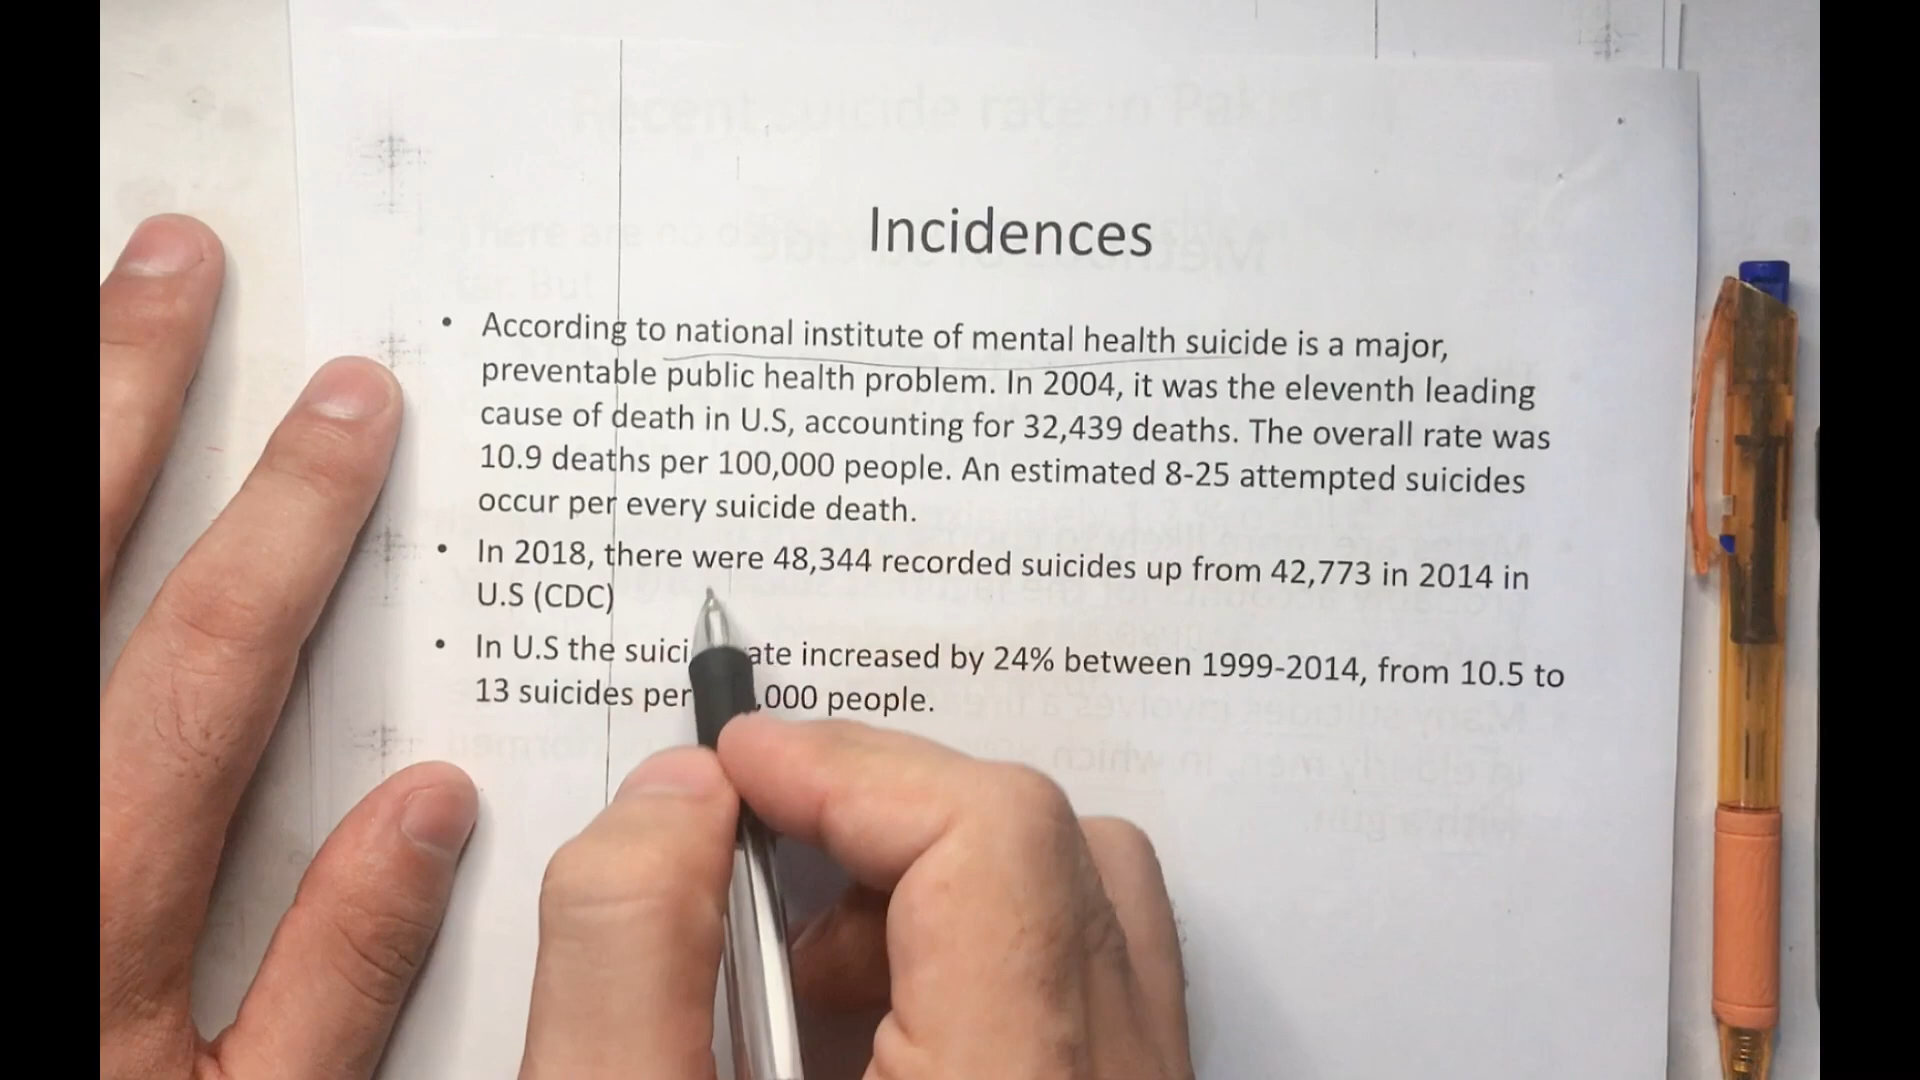 Incidences
• According to national institute of mental health suicide is a major,
preventable public health problem. In 2004, it was the eleventh leading
cause of death in U.S, accounting for 32,439 deaths. The overall rate was
10.9 deaths per 100,000 people. An estimated 8-25 attempted suicides
occur per every suicide death.
• In 2018, there were 48,344 recorded suicides up from 42,773 in 2014 in
U.S (CDC)
• In U.S the suici ate increased by 24% between 1999-2014, from 10.5 to
13 suicides per ,000 people.